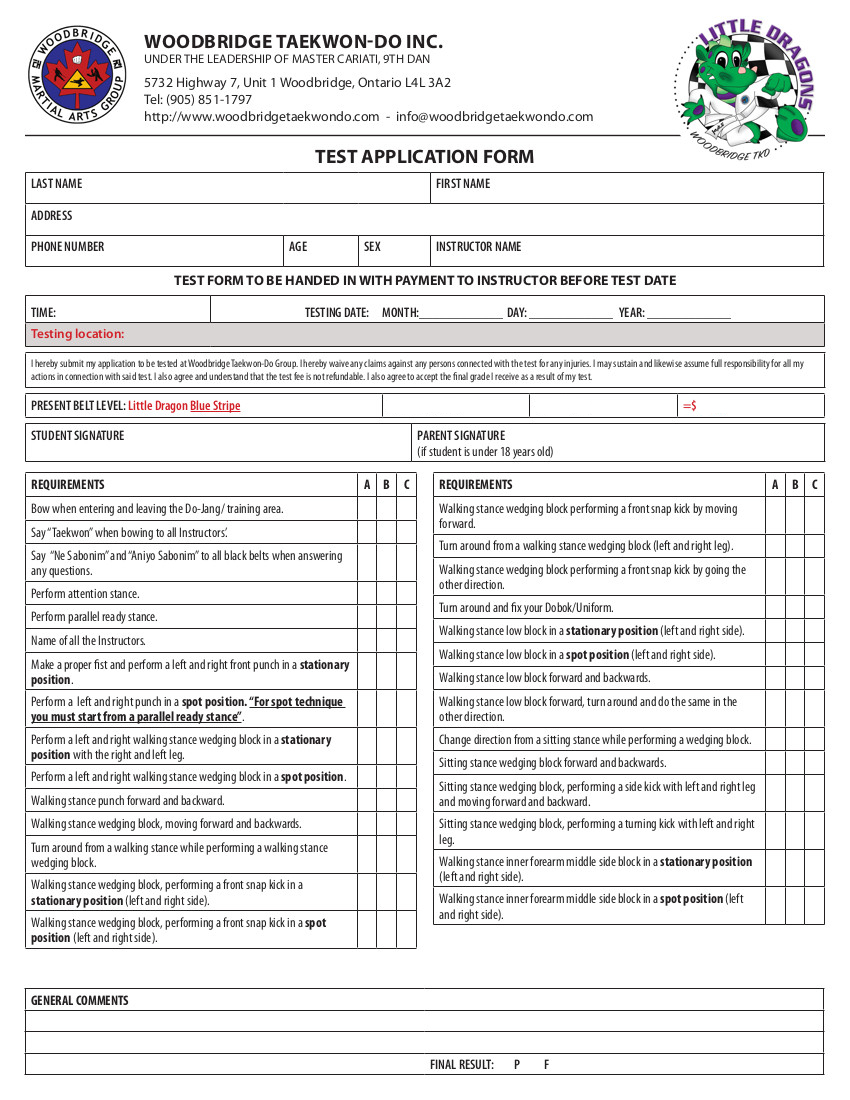 WOODBRIDGE
MARTIAL ARTS GROUP
WOODBRIDGE TAEKWON-DO INC.
UNDER THE LEADERSHIP OF MASTER CARIATI, 9TH DAN
5732 Highway 7, Unit 1 Woodbridge, Ontario L4L 3A2
Tel: (905) 851-1797
http://www.woodbridgetaekwondo.com - info@woodbridgetaekwondo.com
LITTLE DRAGONS
WOODBRIDGE TKD
TEST APPLICATION FORM
LAST NAME FIRST NAME
ADDRESS
PHONE NUMBER AGE SEX INSTRUCTOR NAME
TEST FORM TO BE HANDED IN WITH PAYMENT TO INSTRUCTOR BEFORE TEST DATE
TIME: TESTING DATE: MONTH:____________ DAY: ____________ YEAR: ____________
Testing location:
I hereby submit my application to be tested at Woodbridge Taekwon-Do Group. I hereby waive any claims against any persons connected with the test for any injuries. I may sustain and likewise assume full responsibility for all my
actions in connection with said test. I also agree and understand that the test fee is not refundable. I also agree to accept the final grade I receive as a result of my test.
PRESENT BELT LEVEL: Little Dragon Blue Stripe =$
STUDENT SIGNATURE PARENT SIGNATURE
(if student is under 18 years old)
REQUIREMENTS A B C
Bow when entering and leaving the Do-Jang/ training area.
Say “Taekwon” when bowing to all Instructors’.
Say “Ne Sabonim” and “Aniyo Sabonim” to all black belts when answering
any questions.
Perform attention stance.
Perform parallel ready stance.
Name of all the Instructors.
Make a proper fist and perform a left and right front punch in a stationary
position.
Perform a left and right punch in a spot position. “For spot technique
you must start from a parallel ready stance”.
Perform a left and right walking stance wedging block in a stationary
position with the right and left leg.
Perform a left and right walking stance wedging block in a spot position.
Walking stance punch forward and backward.
Walking stance wedging block, moving forward and backwards.
Turn around from a walking stance while performing a walking stance
wedging block.
Walking stance wedging block, performing a front snap kick in a
stationary position (left and right side).
Walking stance wedging block, performing a front snap kick in a spot
position (left and right side).
REQUIREMENTS A B C
Walking stance wedging block performing a front snap kick by moving
forward.
Turn around from a walking stance wedging block (left and right leg).
Walking stance wedging block performing a front snap kick by going the
other direction.
Turn around and fix your Dobok/Uniform.
Walking stance low block in a stationary position (left and right side).
Walking stance low block in a spot position (left and right side).
Walking stance low block forward and backwards.
Walking stance low block forward, turn around and do the same in the
other direction.
Change direction from a sitting stance while performing a wedging block.
Sitting stance wedging block forward and backwards.
Sitting stance wedging block, performing a side kick with left and right leg
and moving forward and backward.
Sitting stance wedging block, performing a turning kick with left and right
leg.
Walking stance inner forearm middle side block in a stationary position
(left and right side).
Walking stance inner forearm middle side block in a spot position (left
and right side).
GENERAL COMMENTS
FINAL RESULT: P F